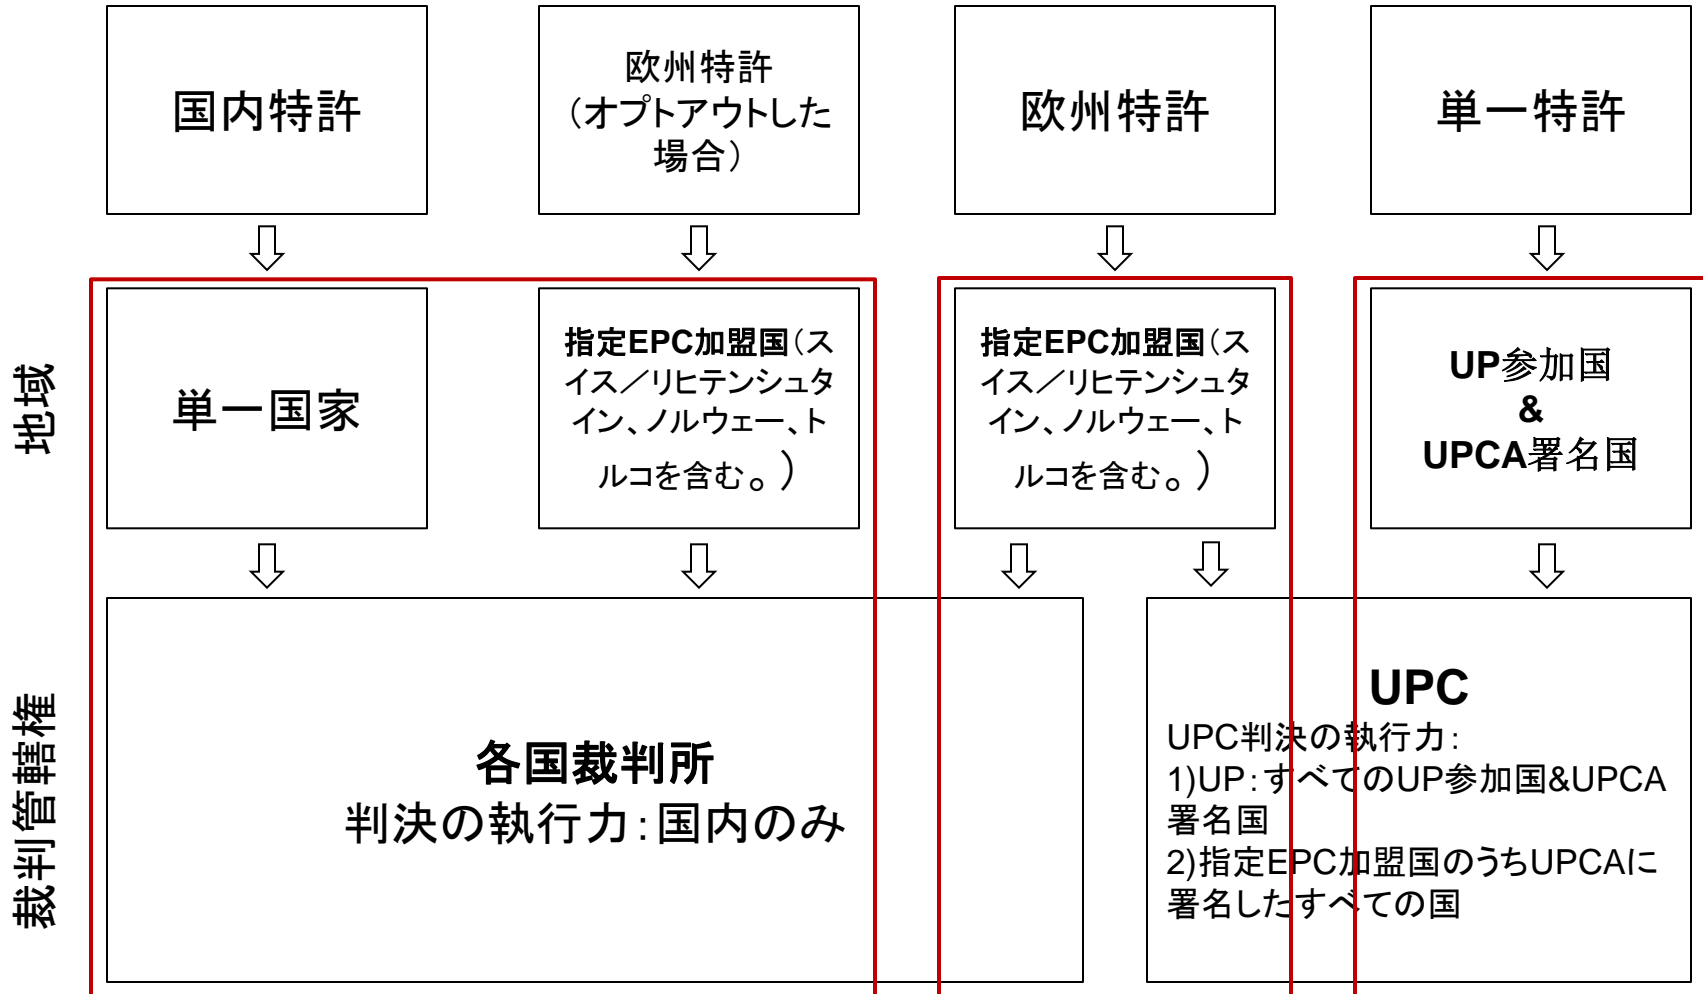 国内特許
欧州特許
（オプトアウトした
場合）
欧州特許
単一特許
地域
単一国家
指定EPC加盟国（ス
イス／リヒテンシュタ
イン、ノルウェー、ト
ルコを含む。）
指定EPC加盟国（ス
イス／リヒテンシュタ
イン、ノルウェー、ト
ルコを含む。）
UP参加国
&
UPCA署名国
裁判管轄権
各国裁判所
判決の執行力：国内のみ
UPC
UPC判決の執行力：
1)UP：すべてのUP参加国&UPCA
署名国
2)指定EPC加盟国のうちUPCAに
署名したすべての国